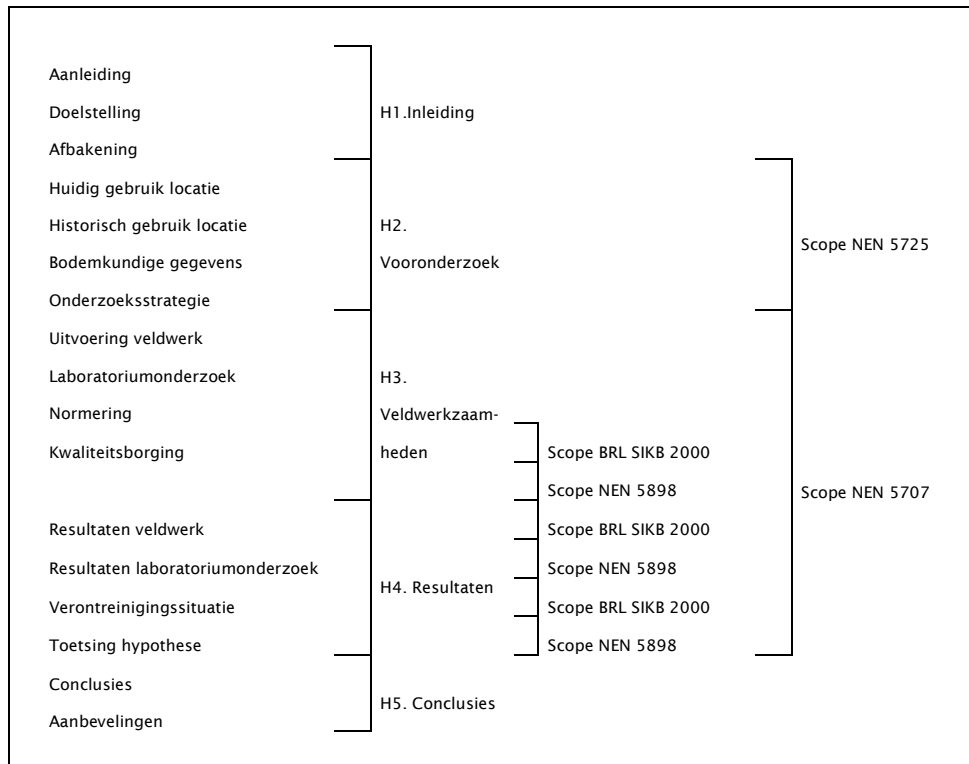 Aanleiding
Doelstelling
H1.Inleiding
Afbakening
Huidig gebruik locatie
Historisch gebruik locatie
H2.
Scope NEN 5725
Bodemkundige gegevens
Vooronderzoek
Onderzoeksstrategie
Uitvoering veldwerk
Laboratoriumonderzoek
H3.
Normering
Veldwerkzaam-
Kwaliteitsborging
heden
Scope BRL SIKB 2000
Scope NEN 5898
Scope NEN 5707
Resultaten veldwerk
Scope BRL SIKB 2000
Resultaten laboratoriumonderzoek
Scope NEN 5898
H4. Resultaten
Verontreinigingssituatie
Scope BRL SIKB 2000
Toetsing hypothese
Scope NEN 5898
Conclusies
H5. Conclusies
Aanbevelingen